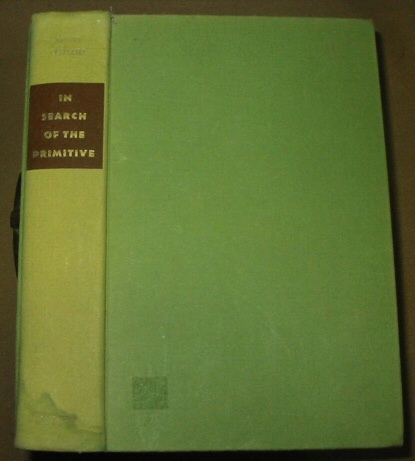 IN
SEARCH
OF THE
PRIMITIVE